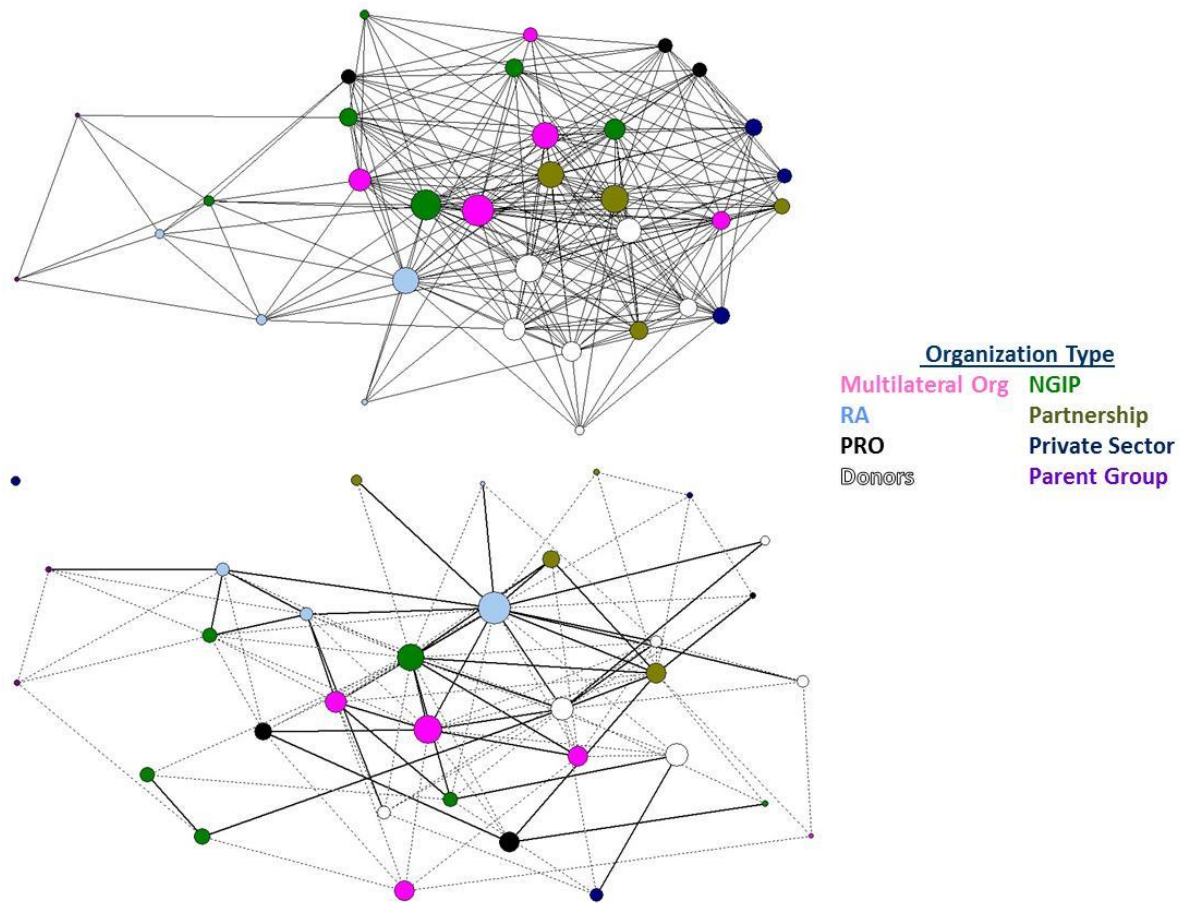 Organization Type
Multilateral Org NGIP
RA Partnership
PRO Private Sector
Donors Parent Group